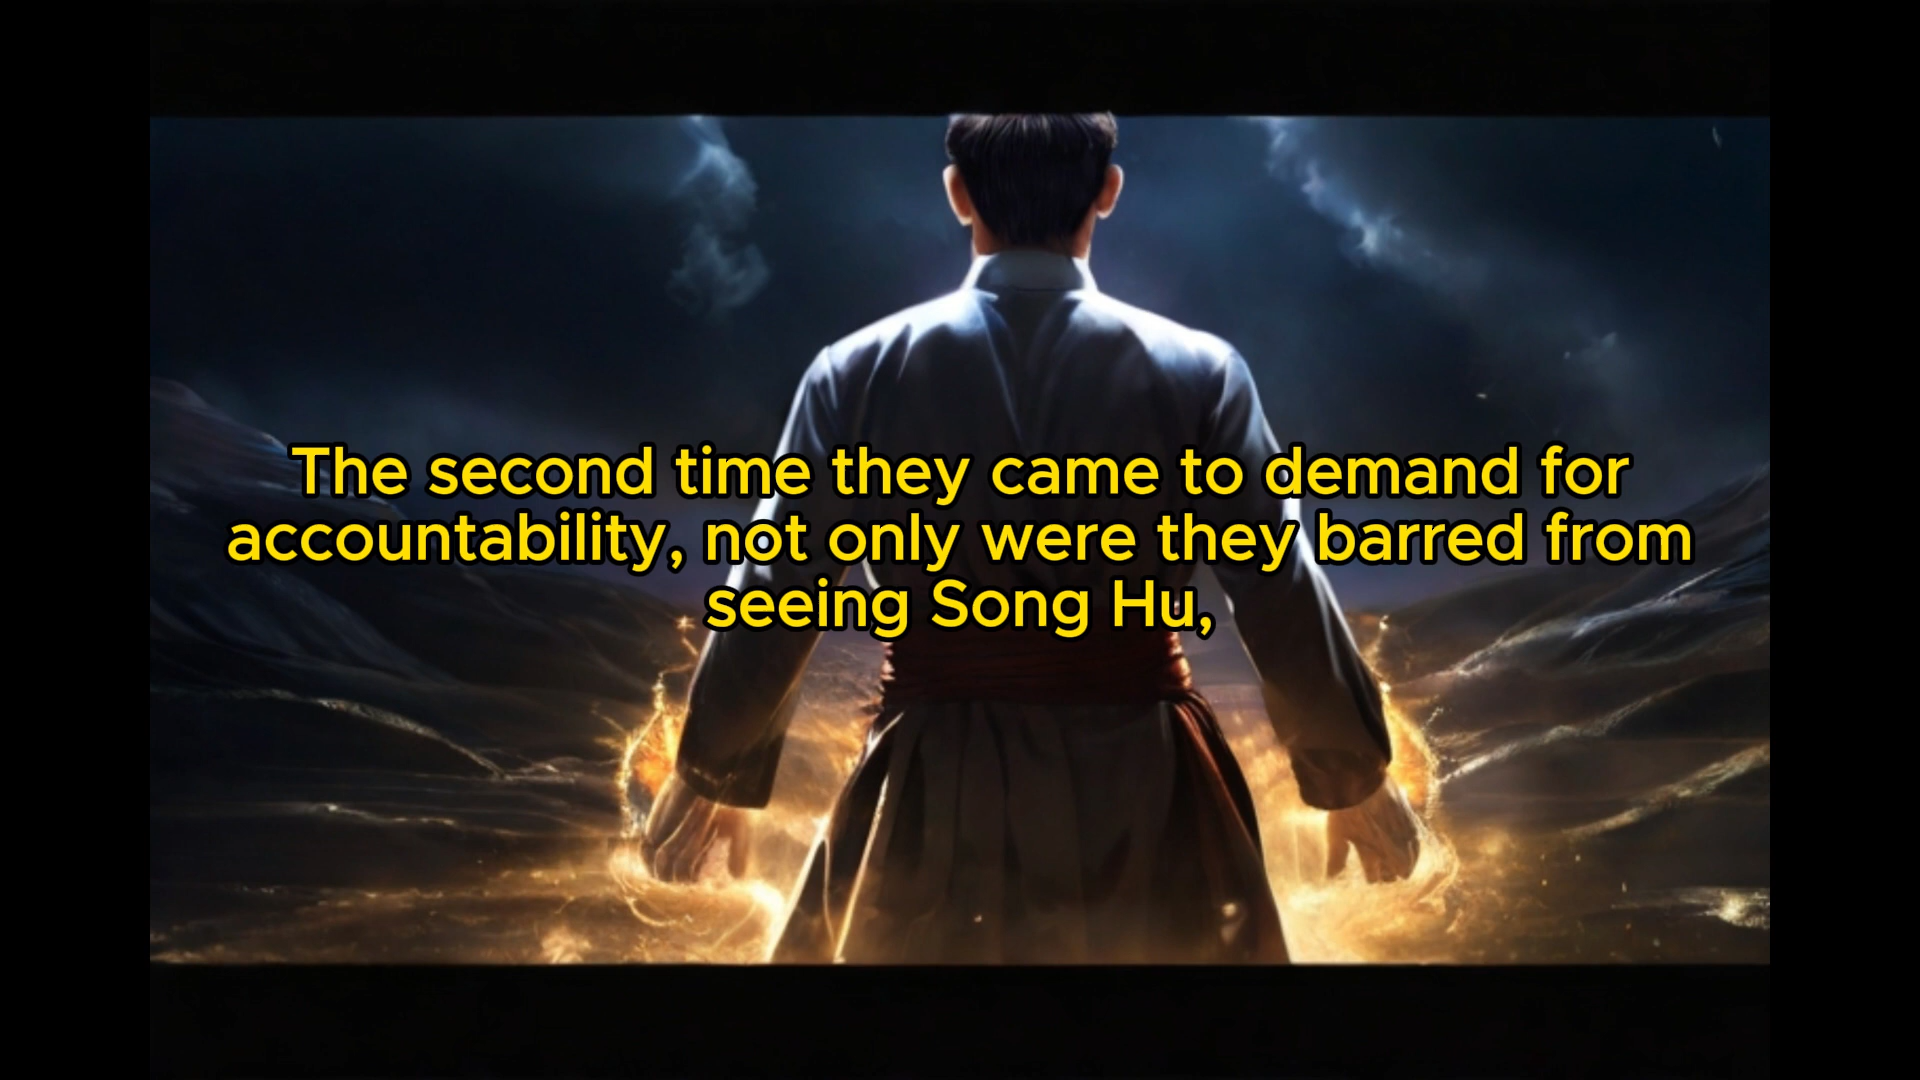 The second time they came to demand for
accountability, not only were they barred from
seeing Song Hu,